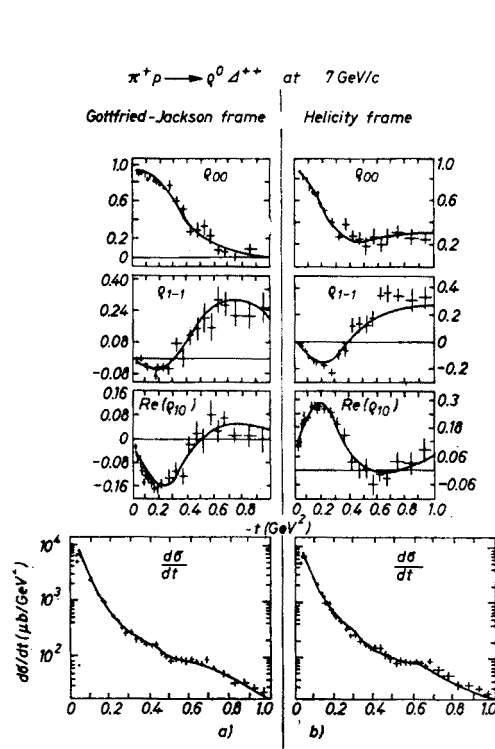 π⁺p → ϱ⁰ Δ⁺⁺ at 7 GeV/c
Gottfried-Jackson frame
Helicity frame
ϱ00
1.0
0.6
0.2
0
ϱ00
1.0
0.6
0.2
ϱ1-1
0.40
0.24
0.08
-0.08
ϱ1-1
0.4
0.2
0
-0.2
Re(ϱ10)
0.16
0.08
0
-0.08
-0.16
Re(ϱ10)
0.3
0.18
0.06
-0.06
0 0.2 0.4 0.6 0.8 1.0
0 0.2 0.4 0.6 0.8 1.0
-t (GeV²)
dσ/dt (μb/GeV²)
10⁴
10³
10²
dσ/dt
dσ/dt
0 0.2 0.4 0.6 0.8 1.0
0 0.2 0.4 0.6 0.8 1.0
a)
b)